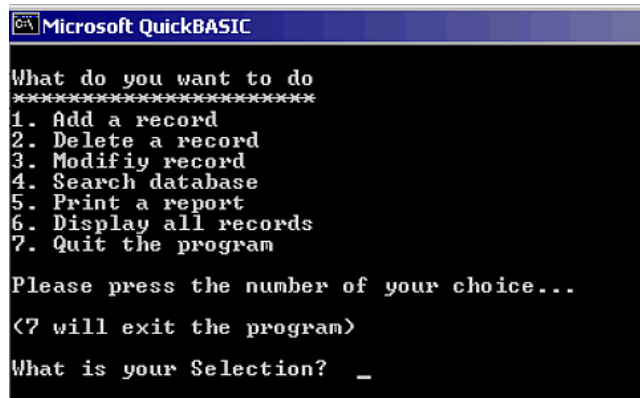 C:\ Microsoft QuickBASIC
What do you want to do
**********************
1. Add a record
2. Delete a record
3. Modifiy record
4. Search database
5. Print a report
6. Display all records
7. Quit the program
Please press the number of your choice...
(7 will exit the program)
What is your Selection? _